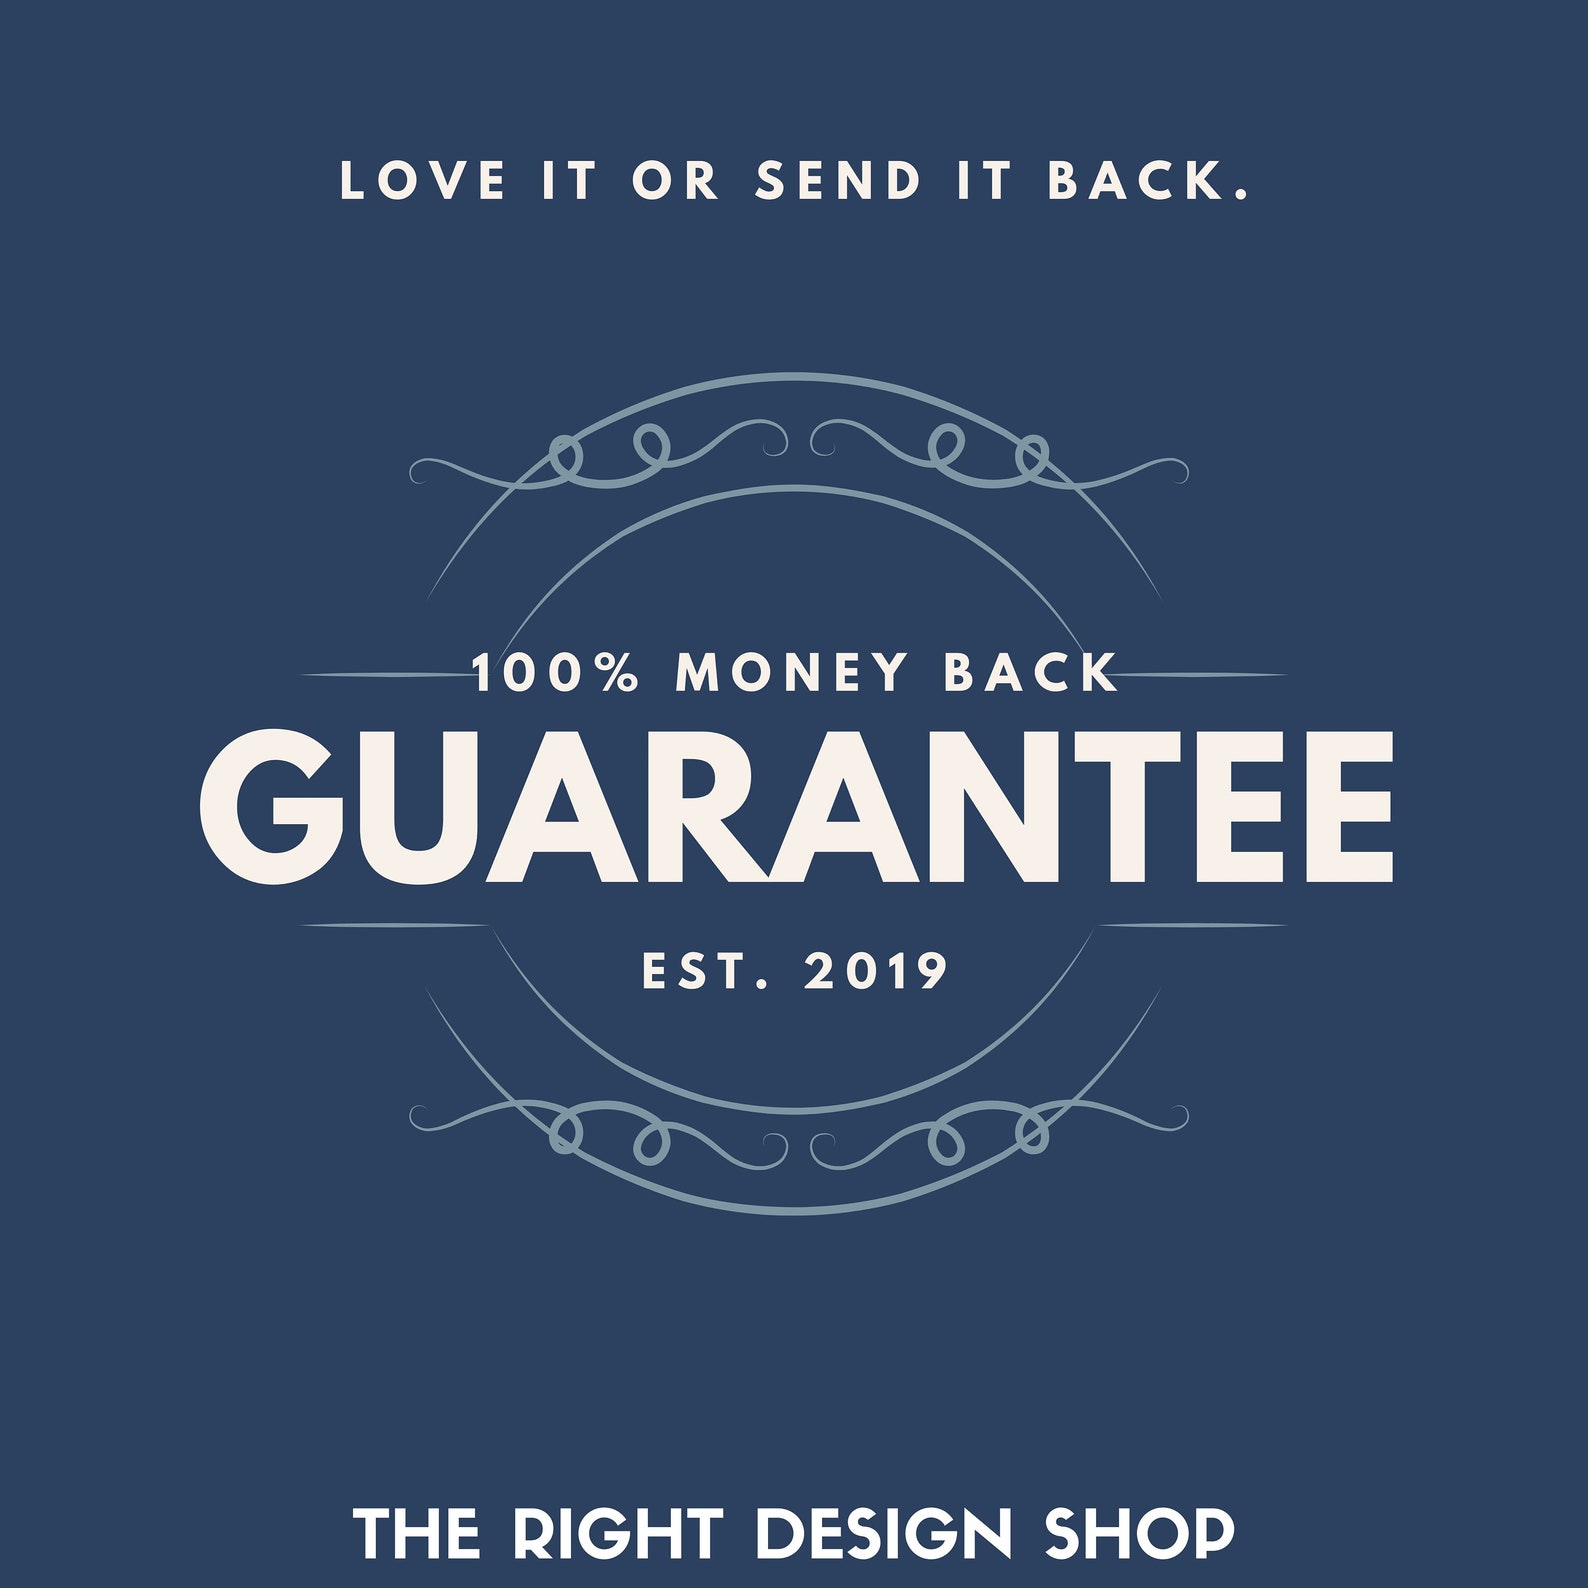 LOVE IT OR SEND IT BACK.
100% MONEY BACK
GUARANTEE
EST. 2019
THE RIGHT DESIGN SHOP